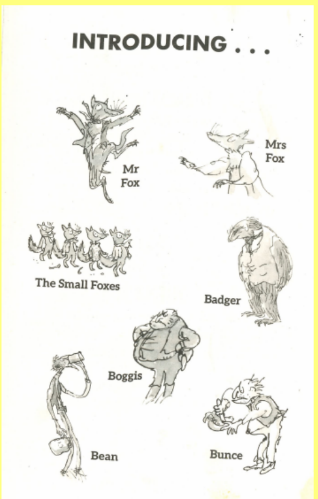 INTRODUCING . . .
Mr
Fox
Mrs
Fox
The Small Foxes
Badger
Boggis
Bean
Bunce